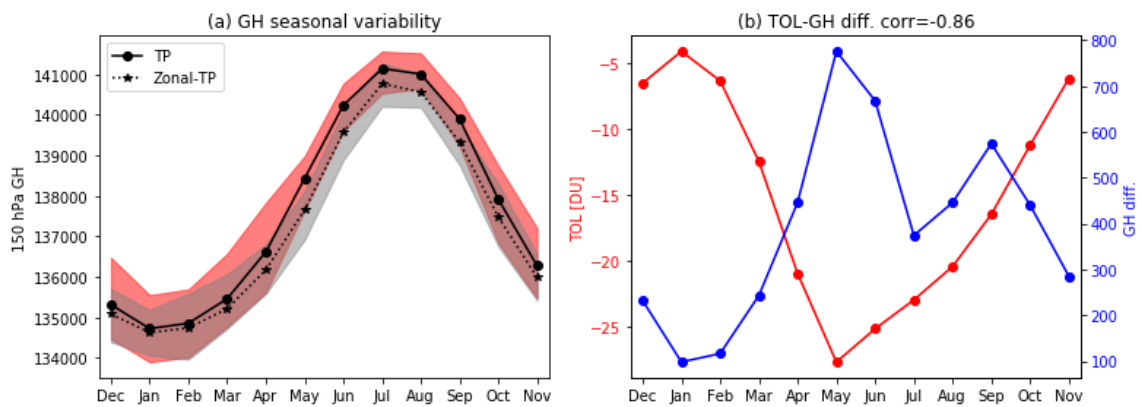 (a) GH seasonal variability
TP
Zonal-TP
150 hPa GH
141000
140000
139000
138000
137000
136000
135000
134000
Dec Jan Feb Mar Apr May Jun Jul Aug Sep Oct Nov
(b) TOL-GH diff. corr=-0.86
TOL [DU]
−5
−10
−15
−20
−25
800
700
600
500
400
300
200
100
GH diff.
Dec Jan Feb Mar Apr May Jun Jul Aug Sep Oct Nov